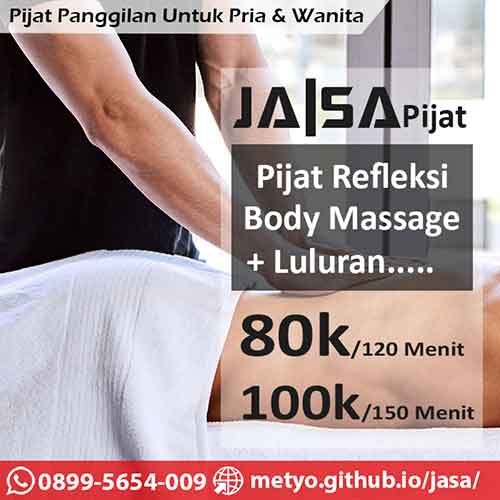 Pijat Panggilan Untuk Pria & Wanita
JA|SA Pijat
Pijat Refleksi
Body Massage
+ Luluran.....
80k/120 Menit
100k/150 Menit
0899-5654-009 metyo.github.io/jasa/